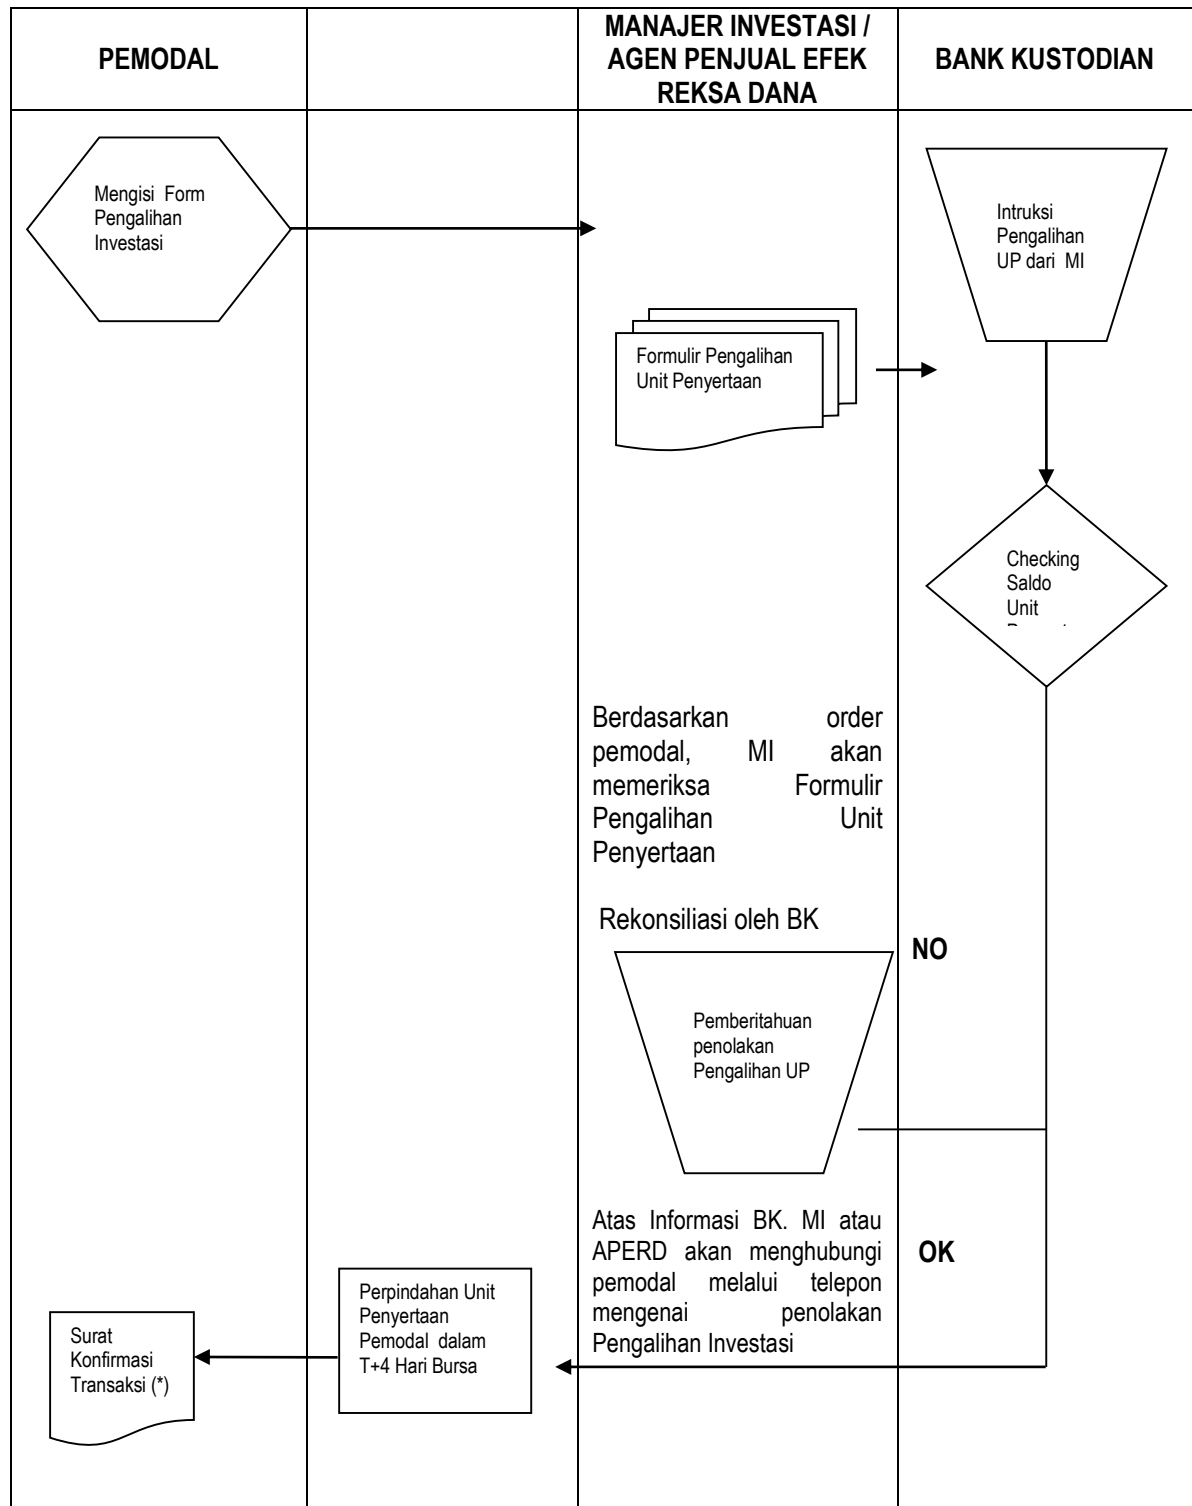 PEMODAL
MANAJER INVESTASI /
AGEN PENJUAL EFEK
REKSA DANA
BANK KUSTODIAN
Mengisi Form
Pengalihan
Investasi
Intruksi
Pengalihan
UP dari MI
Formulir Pengalihan
Unit Penyertaan
Checking
Saldo
Unit
Berdasarkan order
pemodal, MI akan
memeriksa Formulir
Pengalihan Unit
Penyertaan
Rekonsiliasi oleh BK
NO
Pemberitahuan
penolakan
Pengalihan UP
Atas Informasi BK. MI atau
APERD akan menghubungi
pemodal melalui telepon
mengenai penolakan
Pengalihan Investasi
OK
Perpindahan Unit
Penyertaan
Pemodal dalam
T+4 Hari Bursa
Surat
Konfirmasi
Transaksi (*)